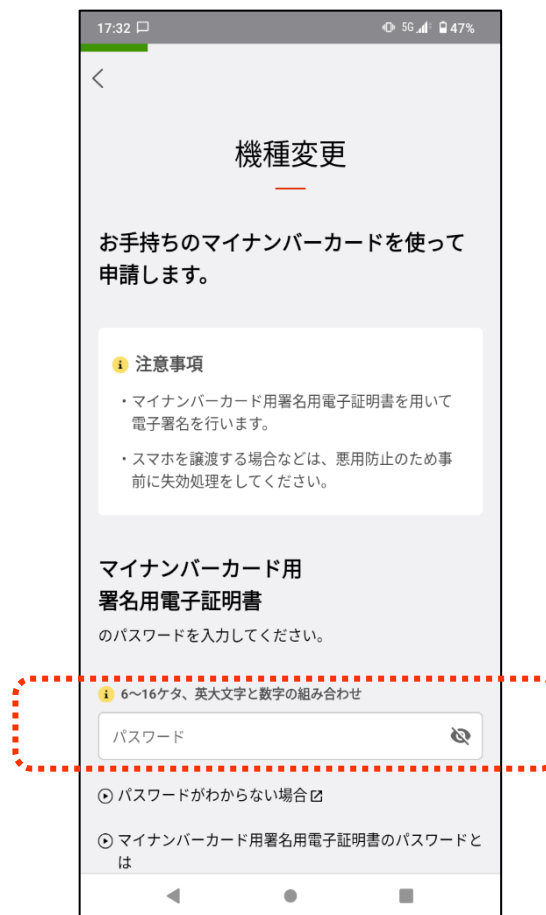 17:32 5G 47%
機種変更
お手持ちのマイナンバーカードを使って
申請します。
注意事項
・マイナンバーカード用署名用電子証明書を用いて
電子署名を行います。
・スマホを譲渡する場合などは、悪用防止のため事
前に失効処理をしてください。
マイナンバーカード用
署名用電子証明書
のパスワードを入力してください。
6〜16ケタ、英大文字と数字の組み合わせ
パスワード
パスワードがわからない場合
マイナンバーカード用署名用電子証明書のパスワードと
は